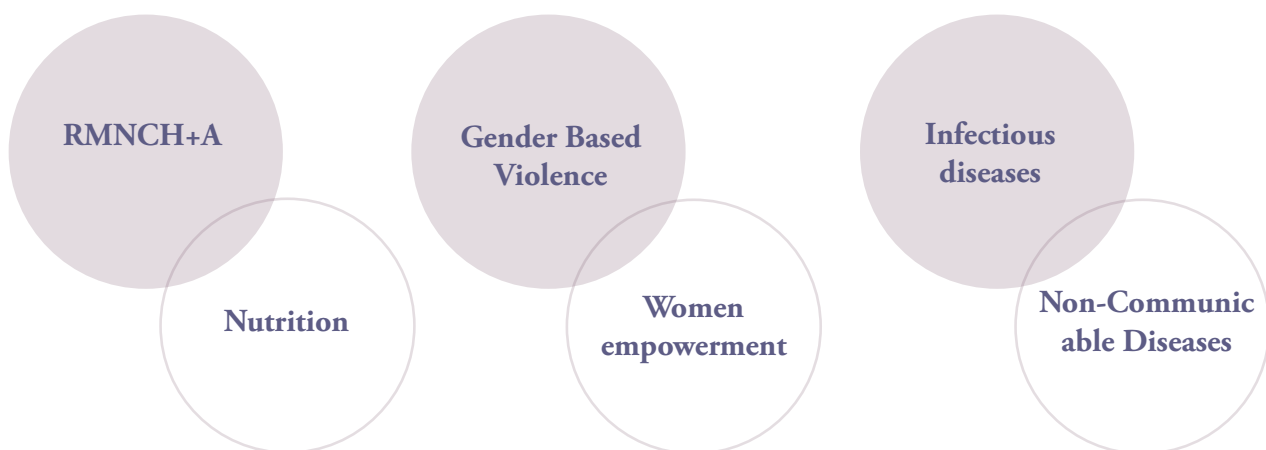 RMNCH+A
Nutrition
Gender Based
Violence
Women
empowerment
Infectious
diseases
Non-Communic
able Diseases